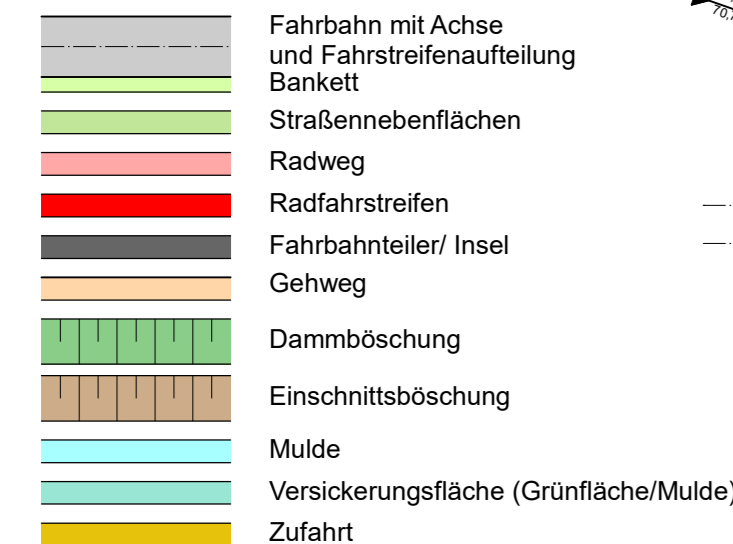 Fahrbahn mit Achse
und Fahrstreifenaufteilung
Bankett
Straßennebenflächen
Radweg
Radfahrstreifen
Fahrbahnteiler/ Insel
Gehweg
Dammböschung
Einschnittsböschung
Mulde
Versickerungsfläche (Grünfläche/Mulde)
Zufahrt